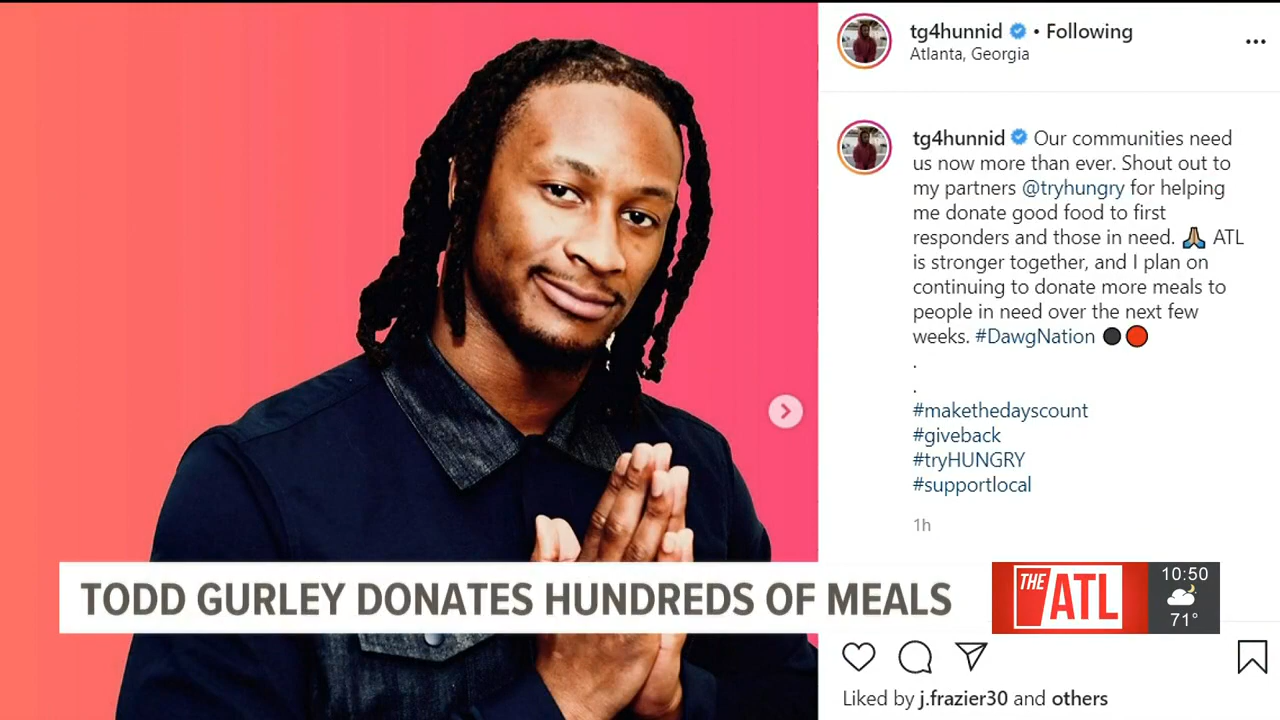 tg4hunnid • Following
Atlanta, Georgia
tg4hunnid Our communities need
us now more than ever. Shout out to
my partners @tryhungry for helping
me donate good food to first
responders and those in need. 🙏🏽 ATL
is stronger together, and I plan on
continuing to donate more meals to
people in need over the next few
weeks. #DawgNation ⚫🔴
.
.
#makethedayscount
#giveback
#tryHUNGRY
#supportlocal
1h
TODD GURLEY DONATES HUNDREDS OF MEALS
THE ATL
10:50
71°
Liked by j.frazier30 and others